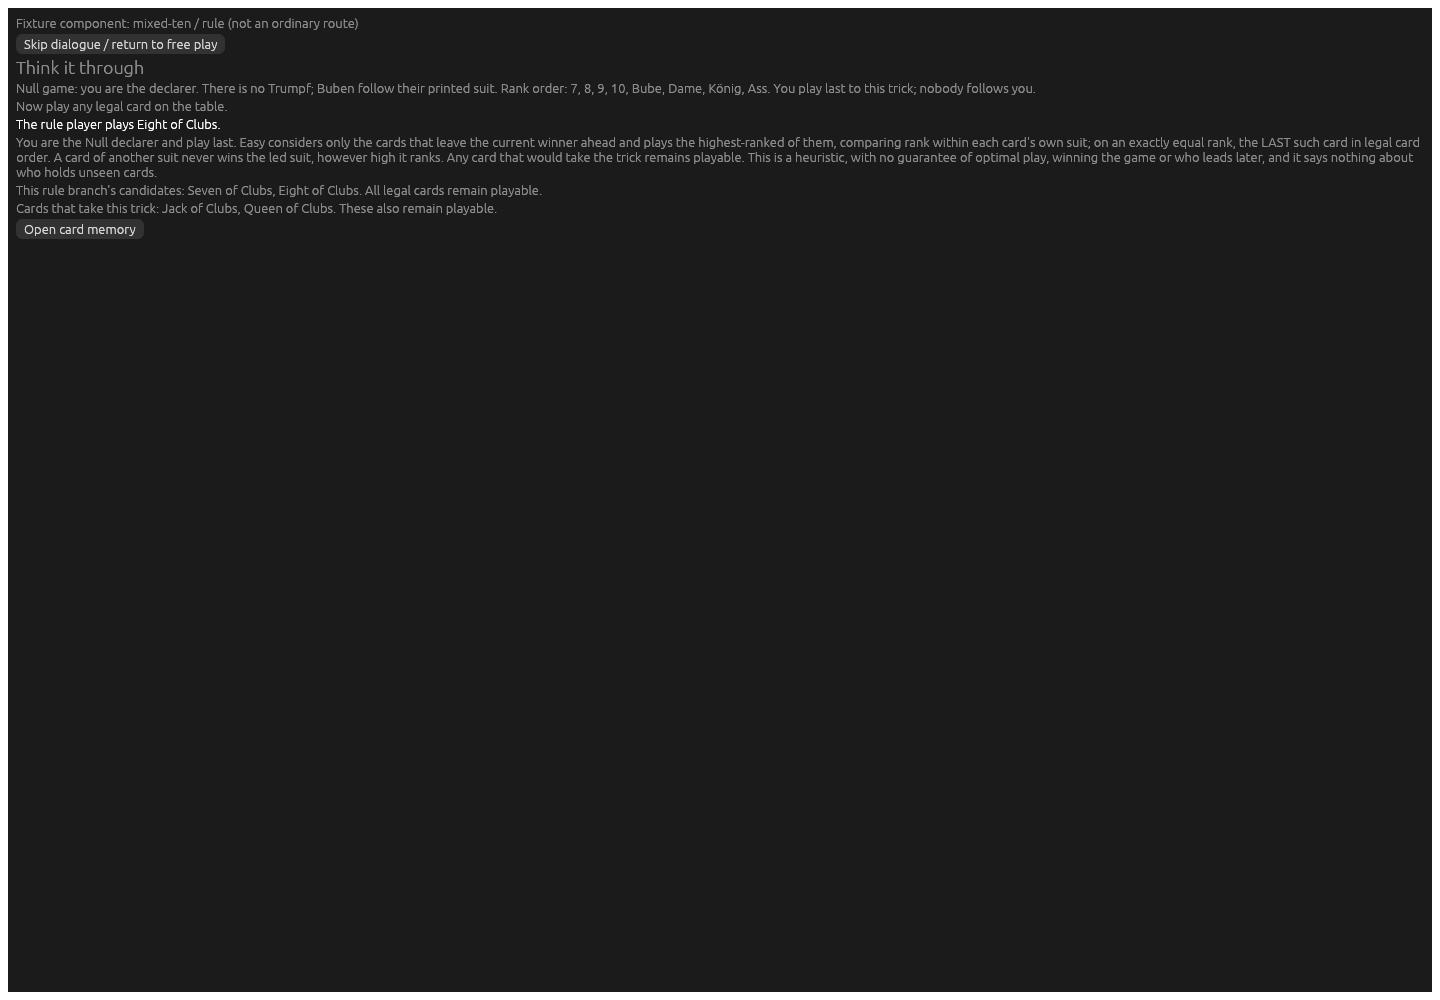 Fixture component: mixed-ten / rule (not an ordinary route)
Skip dialogue / return to free play
Think it through
Null game: you are the declarer. There is no Trumpf; Buben follow their printed suit. Rank order: 7, 8, 9, 10, Bube, Dame, König, Ass. You play last to this trick; nobody follows you.
Now play any legal card on the table.
The rule player plays Eight of Clubs.
You are the Null declarer and play last. Easy considers only the cards that leave the current winner ahead and plays the highest-ranked of them, comparing rank within each card's own suit; on an exactly equal rank, the LAST such card in legal card
order. A card of another suit never wins the led suit, however high it ranks. Any card that would take the trick remains playable. This is a heuristic, with no guarantee of optimal play, winning the game or who leads later, and it says nothing about
who holds unseen cards.
This rule branch's candidates: Seven of Clubs, Eight of Clubs. All legal cards remain playable.
Cards that take this trick: Jack of Clubs, Queen of Clubs. These also remain playable.
Open card memory